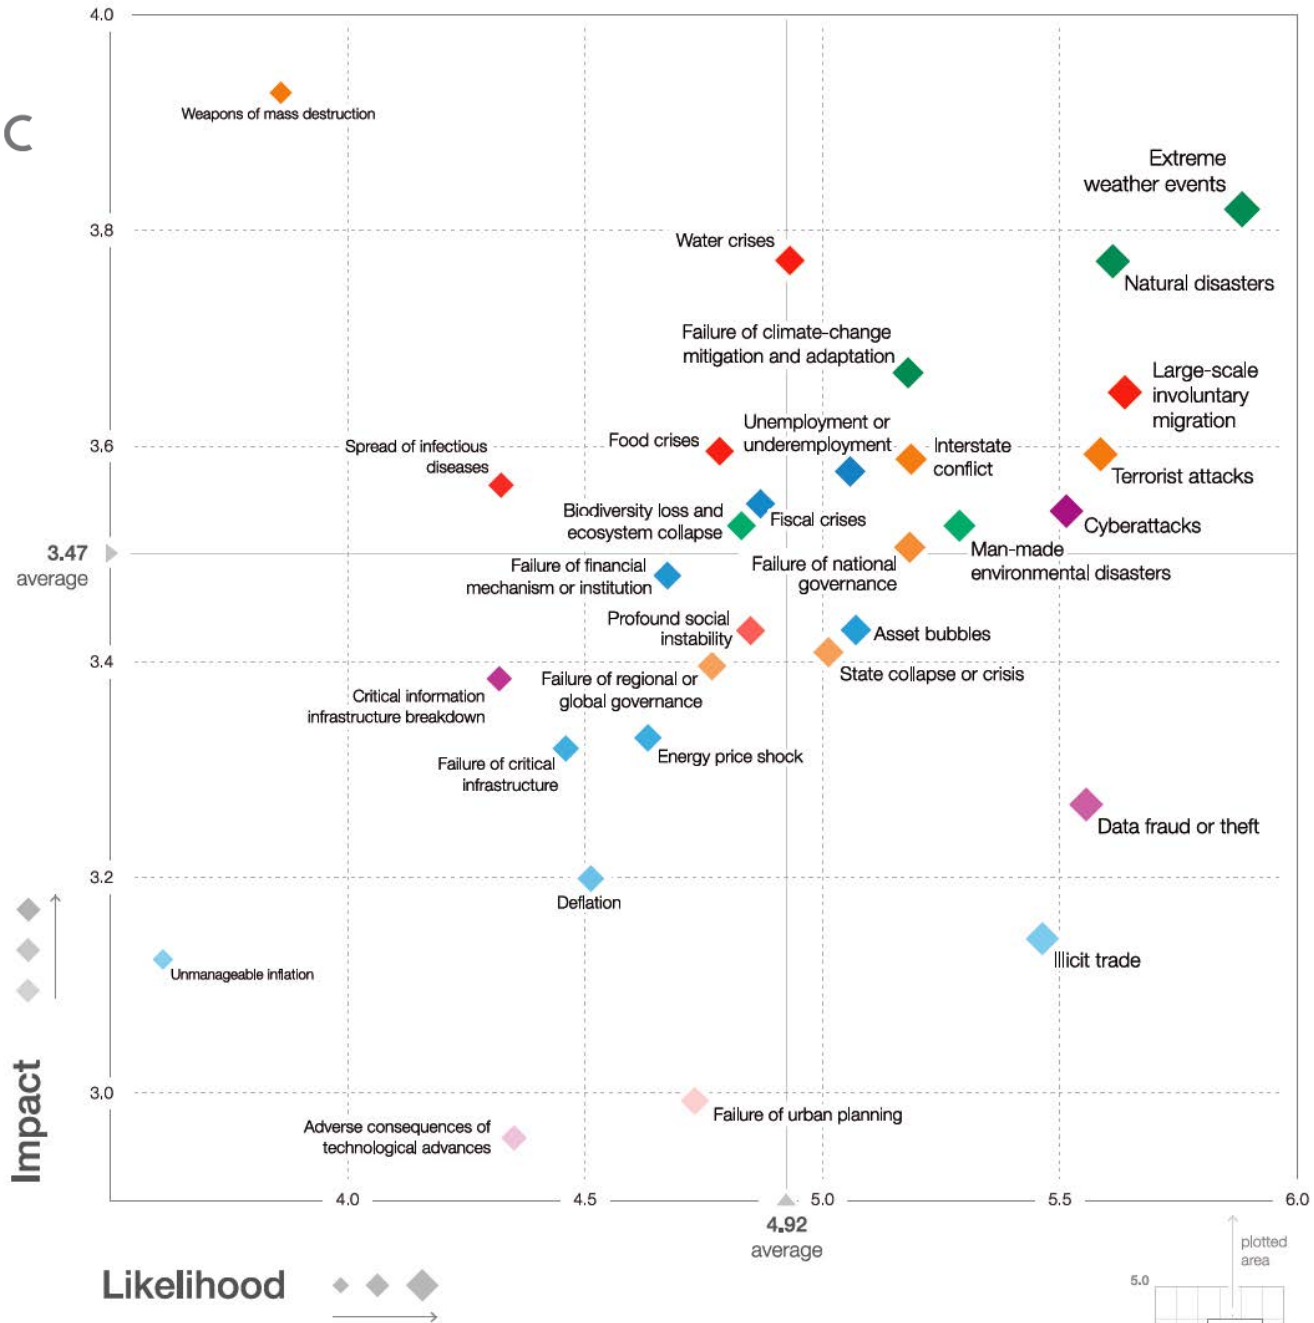 4.0
Weapons of mass destruction
C
Extreme
weather events
3.8
Water crises
Natural disasters
Failure of climate-change
mitigation and adaptation
Large-scale
involuntary
migration
Unemployment or
underemployment
3.6
Spread of infectious
diseases
Food crises
Interstate
conflict
Terrorist attacks
Biodiversity loss and
ecosystem collapse
Fiscal crises
Cyberattacks
3.47
average
Failure of financial
mechanism or institution
Failure of national
governance
Man-made
environmental disasters
Profound social
instability
Asset bubbles
3.4
State collapse or crisis
Failure of regional or
global governance
Critical information
infrastructure breakdown
Energy price shock
Failure of critical
infrastructure
Data fraud or theft
3.2
Deflation
Illicit trade
Unmanageable inflation
Impact
3.0
Failure of urban planning
Adverse consequences of
technological advances
4.0
4.5
5.0
5.5
6.0
4.92
average
plotted
area
Likelihood
5.0